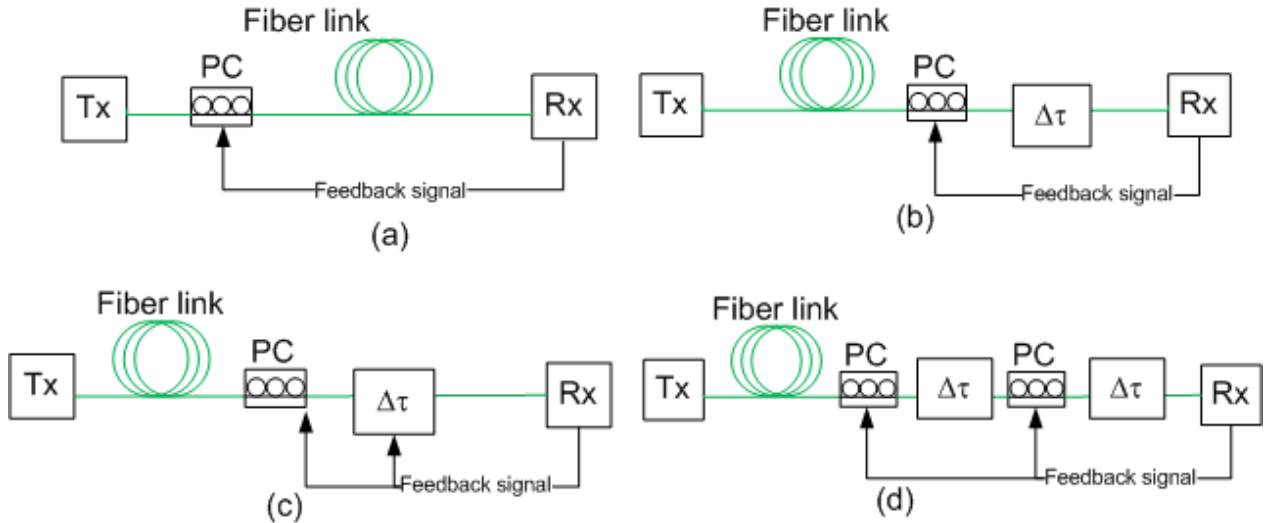 Fiber link
PC
Tx
Rx
Feedback signal
(a)
Fiber link
PC
Tx
Δτ
Rx
Feedback signal
(b)
Fiber link
PC
Tx
Δτ
Rx
Feedback signal
(c)
Fiber link
PC
PC
Tx
Δτ
Δτ
Rx
Feedback signal
(d)